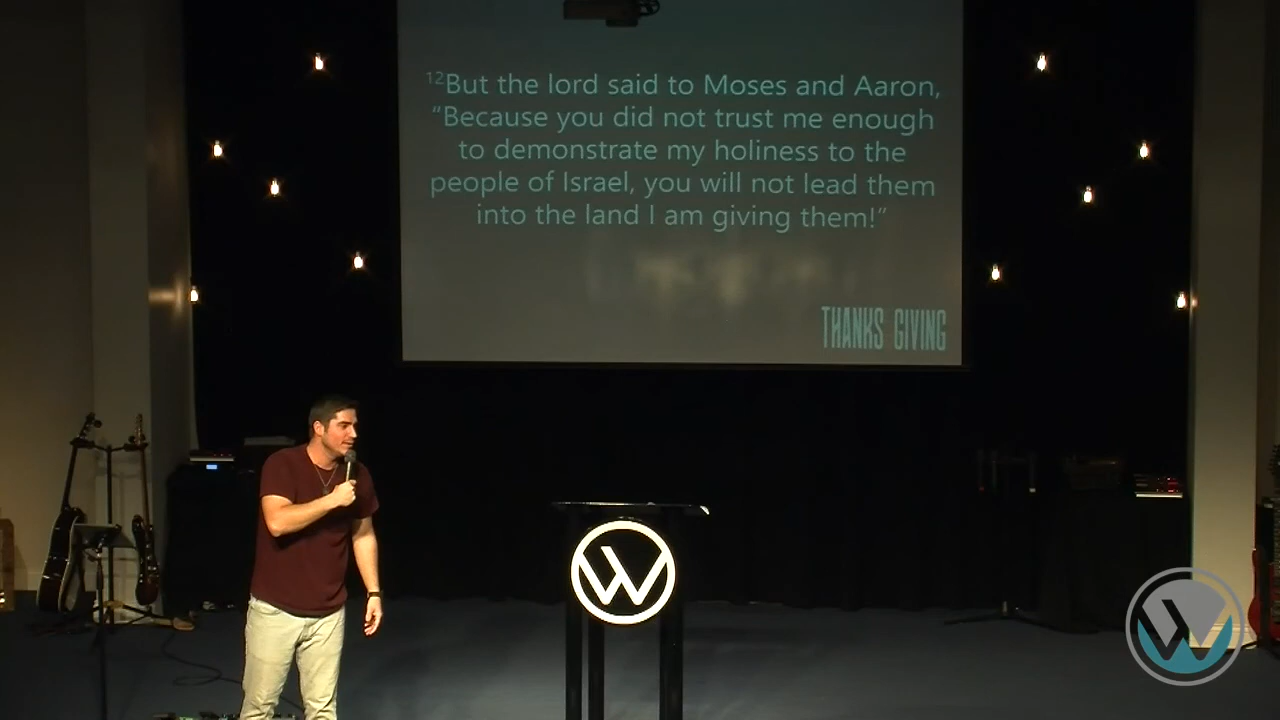 ¹²But the lord said to Moses and Aaron,
“Because you did not trust me enough
to demonstrate my holiness to the
people of Israel, you will not lead them
into the land I am giving them!”
THANKS GIVING
W
W